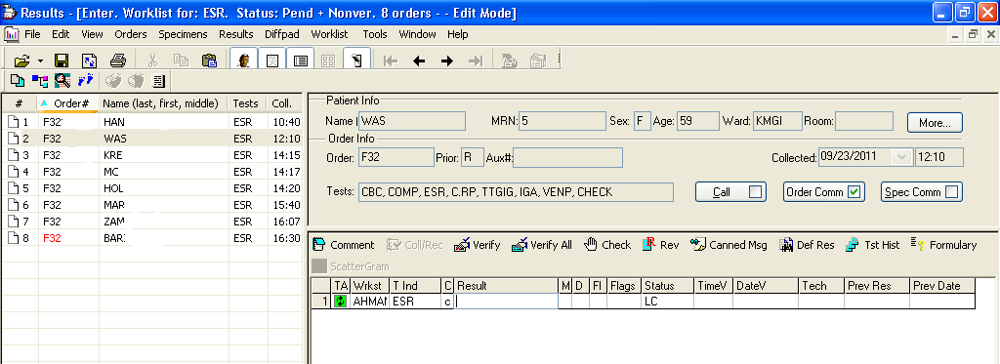 Results - [Enter. Worklist for: ESR. Status: Pend + Nonver. 8 orders - - Edit Mode]
File Edit View Orders Specimens Results Diffpad Worklist Tools Window Help
# Order# Name (last, first, middle) Tests Coll.
1 F32 HAN ESR 10:40
2 F32 WAS ESR 12:10
3 F32 KRE ESR 14:15
4 F32 MC ESR 14:17
5 F32 HOL ESR 14:20
6 F32 MAR ESR 15:40
7 F32 ZAM ESR 16:07
8 F32 BARI ESR 16:30
Patient Info
Name WAS MRN: 5 Sex: F Age: 59 Ward: KMGI Room: More...
Order Info
Order: F32 Prior: R Aux#: Collected: 09/23/2011 12:10
Tests: CBC, COMP, ESR, C.RP, TTGIG, IGA, VENP, CHECK Call Order Comm Spec Comm
Comment Coll/Rec Verify Verify All Check Rev Canned Msg Def Res Tst Hist Formulary
ScatterGram
TA Wrkst T Ind C Result M D Fl Flags Status TimeV DateV Tech Prev Res Prev Date
1 AHMAN ESR c LC